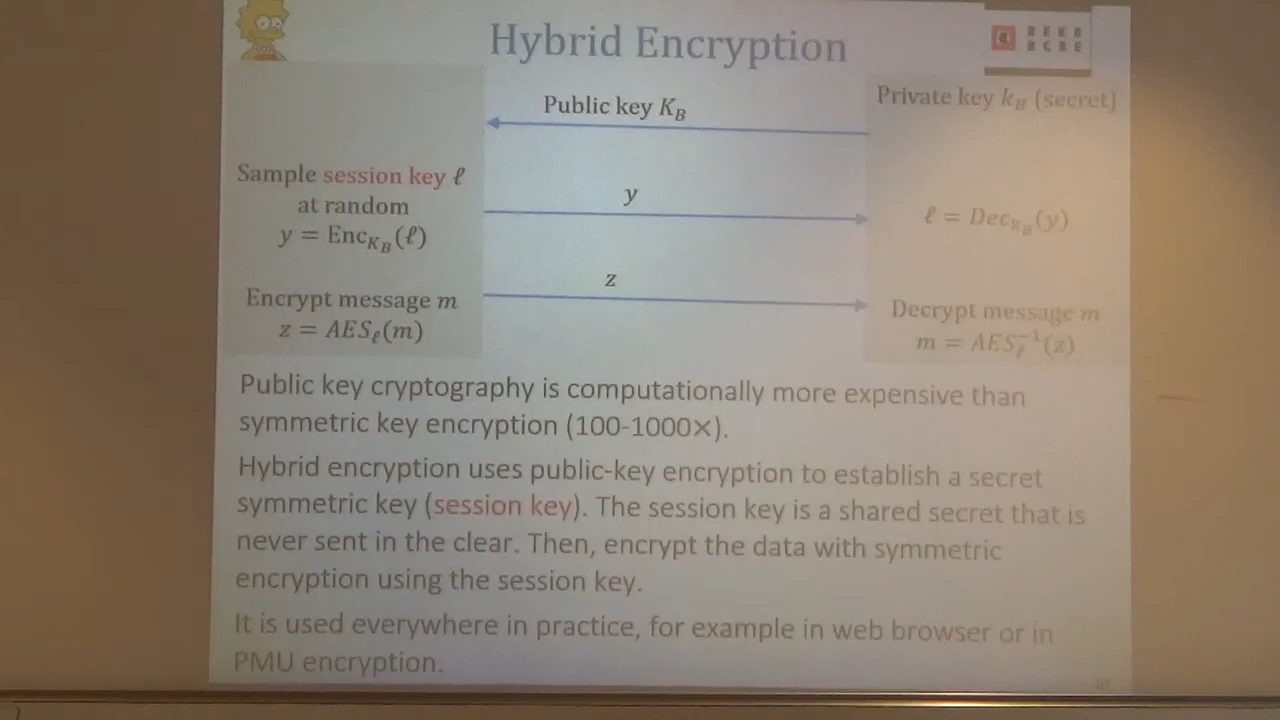 Hybrid Encryption
Public key K_B
Private key k_B (secret)
Sample session key ℓ
at random
y = Enc_{K_B}(ℓ)
y
ℓ = Dec_{k_B}(y)
z
Encrypt message m
z = AES_ℓ(m)
Decrypt message m
m = AES_ℓ^{-1}(z)
Public key cryptography is computationally more expensive than
symmetric key encryption (100-1000×).
Hybrid encryption uses public-key encryption to establish a secret
symmetric key (session key). The session key is a shared secret that is
never sent in the clear. Then, encrypt the data with symmetric
encryption using the session key.
It is used everywhere in practice, for example in web browser or in
PMU encryption.